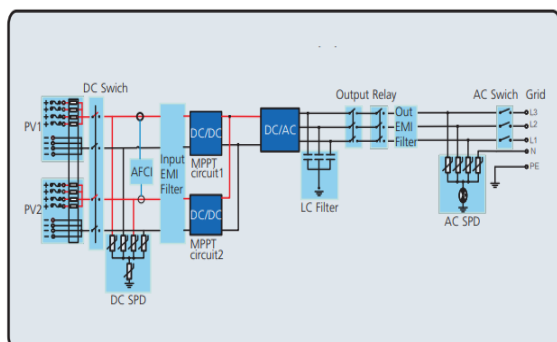 DC Swich
PV1
PV2
AFCI
DC SPD
Input
EMI
Filter
DC/DC
MPPT
circuit1
DC/DC
MPPT
circuit2
DC/AC
LC Filter
Output Relay
Out
EMI
Filter
AC SPD
AC Swich
Grid
L3
L2
L1
N
PE